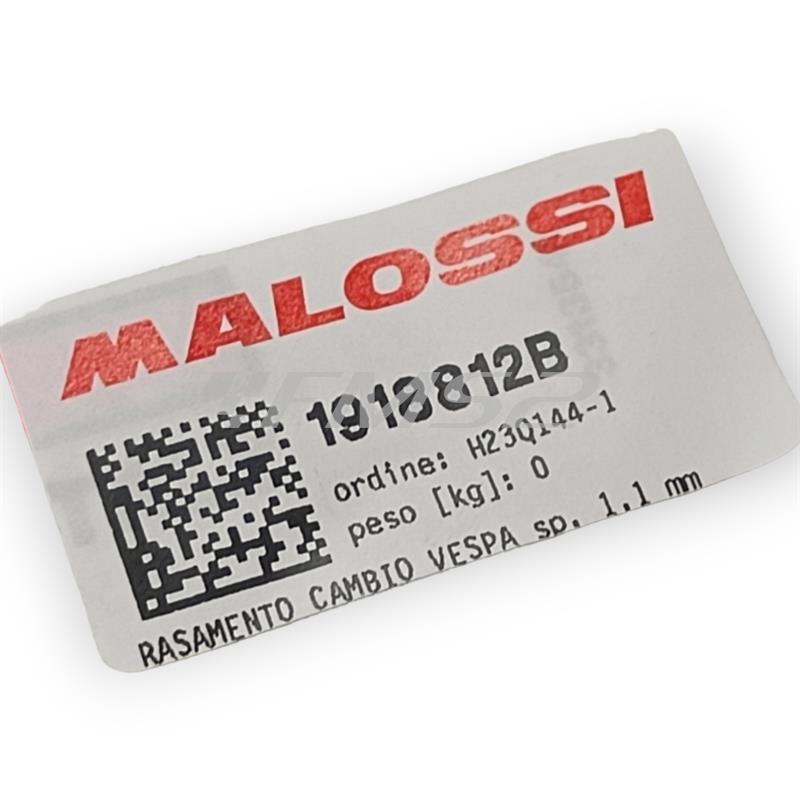 MALOSSI
1918812B
ordine: H23Q144-1
peso [kg]: 0
RASAMENTO CAMBIO VESPA sp. 1,1 mm